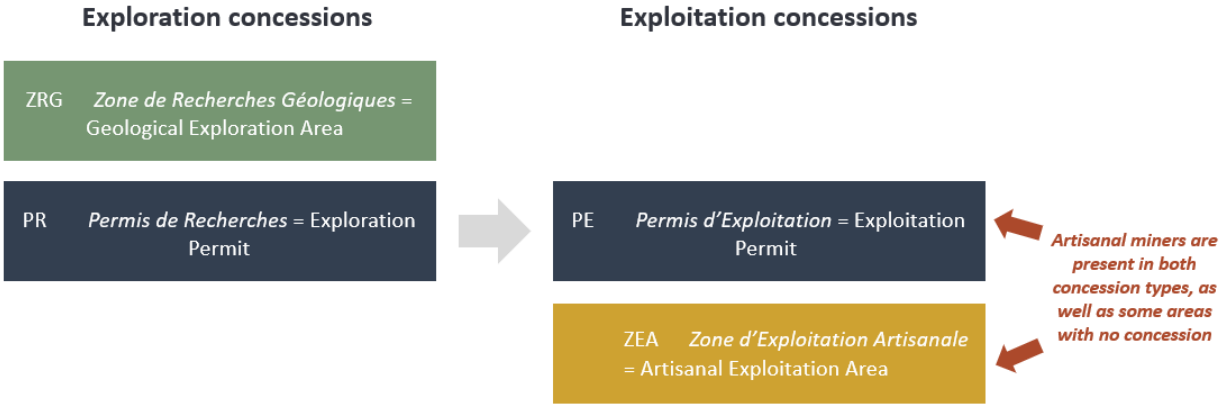 Exploration concessions
Exploitation concessions
ZRG Zone de Recherches Géologiques =
Geological Exploration Area
PR Permis de Recherches = Exploration
Permit
PE Permis d’Exploitation = Exploitation
Permit
ZEA Zone d’Exploitation Artisanale
= Artisanal Exploitation Area
Artisanal miners are
present in both
concession types, as
well as some areas
with no concession